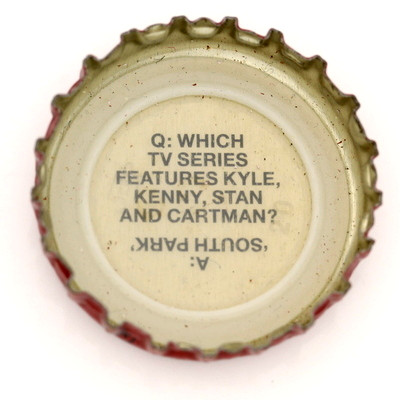 Q: WHICH
TV SERIES
FEATURES KYLE,
KENNY, STAN
AND CARTMAN?
A:
'SOUTH PARK'